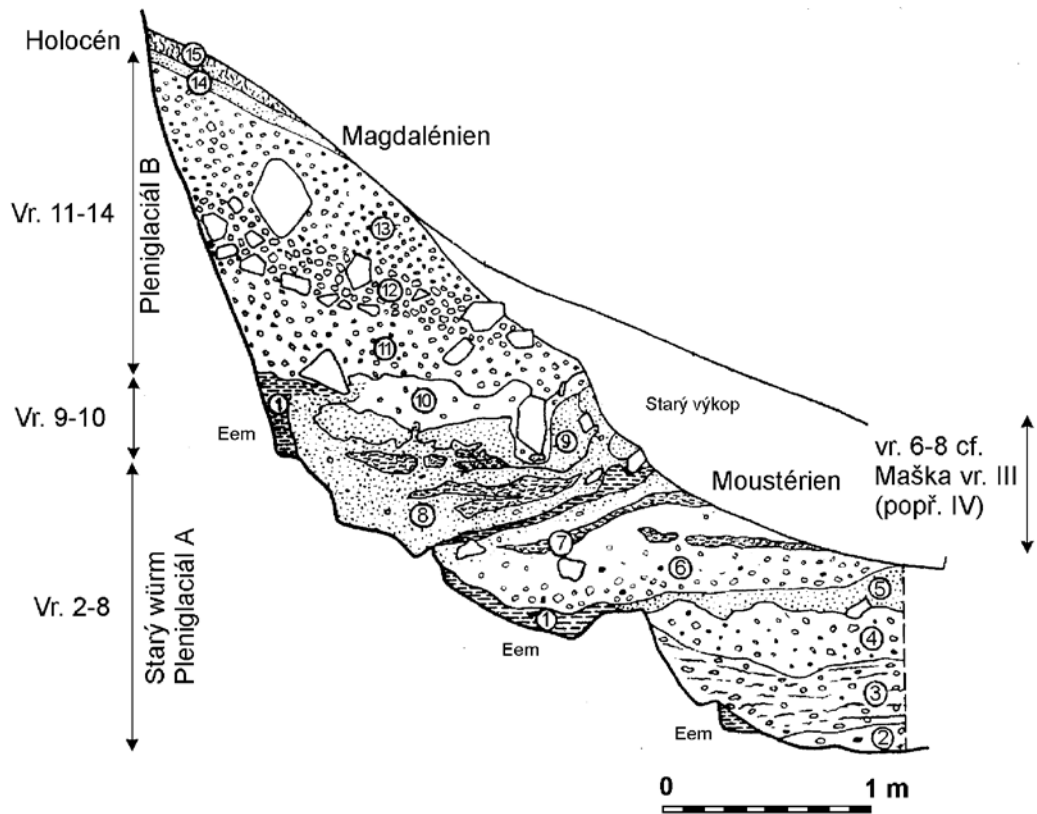 Holocén
15
14
Magdalénien
Pleniglaciál B
Vr. 11-14
13
12
11
1
10
Vr. 9-10
Eem
9
Starý výkop
vr. 6-8 cf.
Maška vr. III
(popř. IV)
Moustérien
8
7
6
5
Starý würm
Pleniglaciál A
Vr. 2-8
1
Eem
4
3
Eem
2
0
1 m